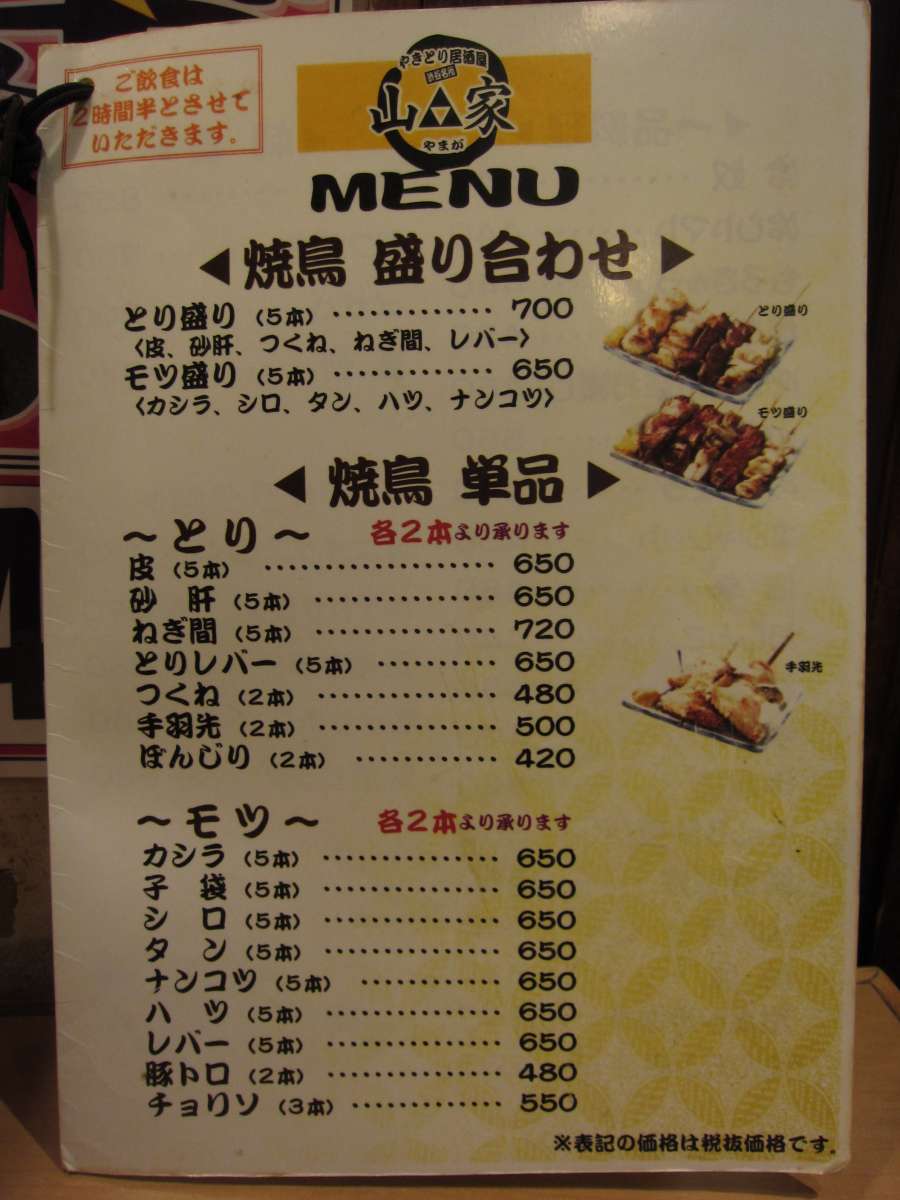 ご飲食は
2時間半とさせて
いただきます。
やきとり居酒屋
渋谷名産
山家
やまが
MENU
◀ 焼鳥 盛り合わせ ▶
とり盛り (5本) ············· 700
〈皮、砂肝、つくね、ねぎ間、レバー〉
モツ盛り (5本) ············· 650
〈カシラ、シロ、タン、ハツ、ナンコツ〉
とり盛り
モツ盛り
◀ 焼鳥 単品 ▶
～とり～ 各2本より承ります
皮 (5本) ··················· 650
砂 肝 (5本) ··············· 650
ねぎ間 (5本) ··············· 720
とりレバー (5本) ·········· 650
つくね (2本) ··············· 480
手羽先 (2本) ··············· 500
ぼんじり (2本) ············ 420
手羽先
～モツ～ 各2本より承ります
カシラ (5本) ··············· 650
子 袋 (5本) ··············· 650
シ ロ (5本) ··············· 650
タ ン (5本) ··············· 650
ナンコツ (5本) ············ 650
ハ ツ (5本) ··············· 650
レバー (5本) ··············· 650
豚トロ (2本) ··············· 480
チョリソ (3本) ············· 550
※表記の価格は税抜価格です。